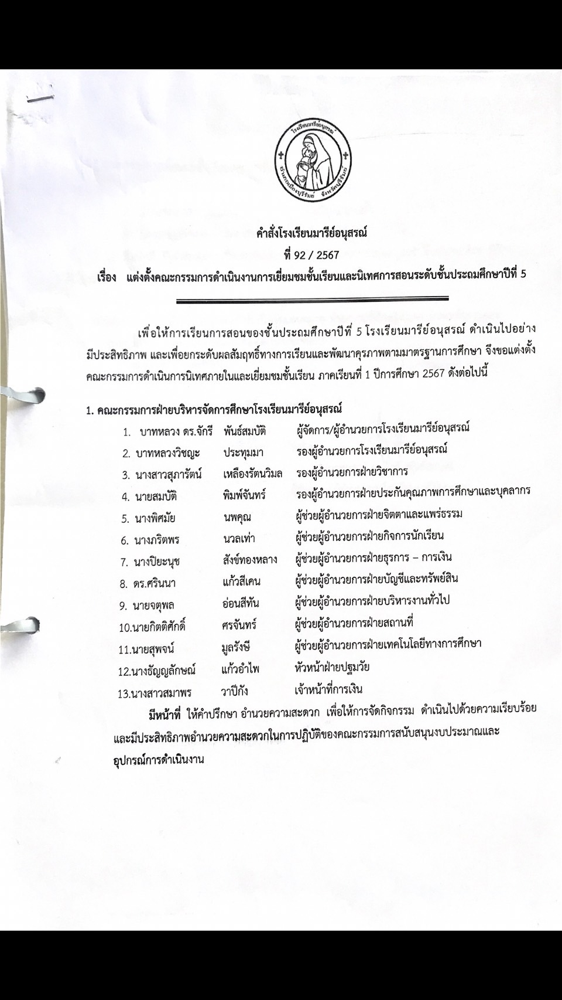 โรงเรียนมารีย์อนุสรณ์
อำเภอเมืองบุรีรัมย์ จังหวัดบุรีรัมย์
คำสั่งโรงเรียนมารีย์อนุสรณ์
ที่ 92 / 2567
เรื่อง แต่งตั้งคณะกรรมการดำเนินงานการเยี่ยมชมชั้นเรียนและนิเทศการสอนระดับชั้นประถมศึกษาปีที่ 5
เพื่อให้การเรียนการสอนของชั้นประถมศึกษาปีที่ 5 โรงเรียนมารีย์อนุสรณ์ ดำเนินไปอย่าง
มีประสิทธิภาพ และเพื่อยกระดับผลสัมฤทธิ์ทางการเรียนและพัฒนาคุรภาพตามมาตรฐานการศึกษา จึงขอแต่งตั้ง
คณะกรรมการดำเนินการนิเทศภายในและเยี่ยมชมชั้นเรียน ภาคเรียนที่ 1 ปีการศึกษา 2567 ดังต่อไปนี้
1. คณะกรรมการฝ่ายบริหารจัดการศึกษาโรงเรียนมารีย์อนุสรณ์
1. บาทหลวง ดร.จักรี พันธ์สมบัติ ผู้จัดการ/ผู้อำนวยการโรงเรียนมารีย์อนุสรณ์
2. บาทหลวงวิชญะ ประทุมมา รองผู้อำนวยการโรงเรียนมารีย์อนุสรณ์
3. นางสาวสุภารัตน์ เหลืองรัตนวิมล รองผู้อำนวยการฝ่ายวิชาการ
4. นายสมบัติ พิมพ์จันทร์ รองผู้อำนวยการฝ่ายประกันคุณภาพการศึกษาและบุคลากร
5. นางพิศมัย นพคุณ ผู้ช่วยผู้อำนวยการฝ่ายจิตตาและแพร่ธรรม
6. นางภริตพร นวลเท่า ผู้ช่วยผู้อำนวยการฝ่ายกิจการนักเรียน
7. นางปิยะนุช สังข์ทองหลาง ผู้ช่วยผู้อำนวยการฝ่ายธุรการ – การเงิน
8. ดร.ศรินนา แก้วสีเคน ผู้ช่วยผู้อำนวยการฝ่ายบัญชีและทรัพย์สิน
9. นายจตุพล อ่อนสีทัน ผู้ช่วยผู้อำนวยการฝ่ายบริหารงานทั่วไป
10.นายกิตติศักดิ์ ศรจันทร์ ผู้ช่วยผู้อำนวยการฝ่ายสถานที่
11.นายสุพจน์ มูลรังษี ผู้ช่วยผู้อำนวยการฝ่ายเทคโนโลยีทางการศึกษา
12.นางธัญญลักษณ์ แก้วอำไพ หัวหน้าฝ่ายปฐมวัย
13.นางสาวสมาพร วาปีกัง เจ้าหน้าที่การเงิน
มีหน้าที่ ให้คำปรึกษา อำนวยความสะดวก เพื่อให้การจัดกิจกรรม ดำเนินไปด้วยความเรียบร้อย
และมีประสิทธิภาพอำนวยความสะดวกในการปฏิบัติของคณะกรรมการสนับสนุนงบประมาณและ
อุปกรณ์การดำเนินงาน